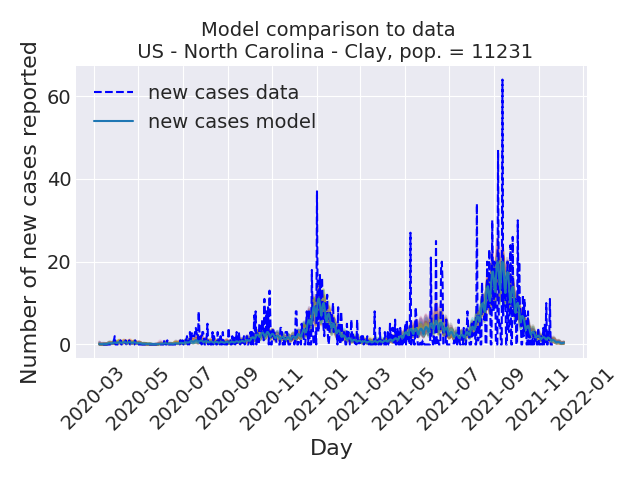 Model comparison to data
US - North Carolina - Clay, pop. = 11231
new cases data
new cases model
Number of new cases reported
60
40
20
0
2020-03
2020-05
2020-07
2020-09
2020-11
2021-01
2021-03
2021-05
2021-07
2021-09
2021-11
2022-01
Day